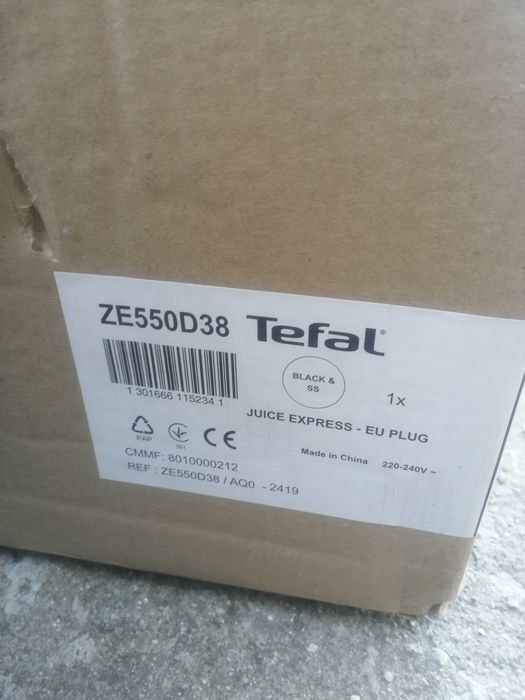 ZE550D38 Tefal®
BLACK &
SS
1x
1 301666 115234 1
JUICE EXPRESS - EU PLUG
PAP
001
CE
Made in China 220-240V ~
CMMF: 8010000212
REF : ZE550D38 / AQ0 - 2419